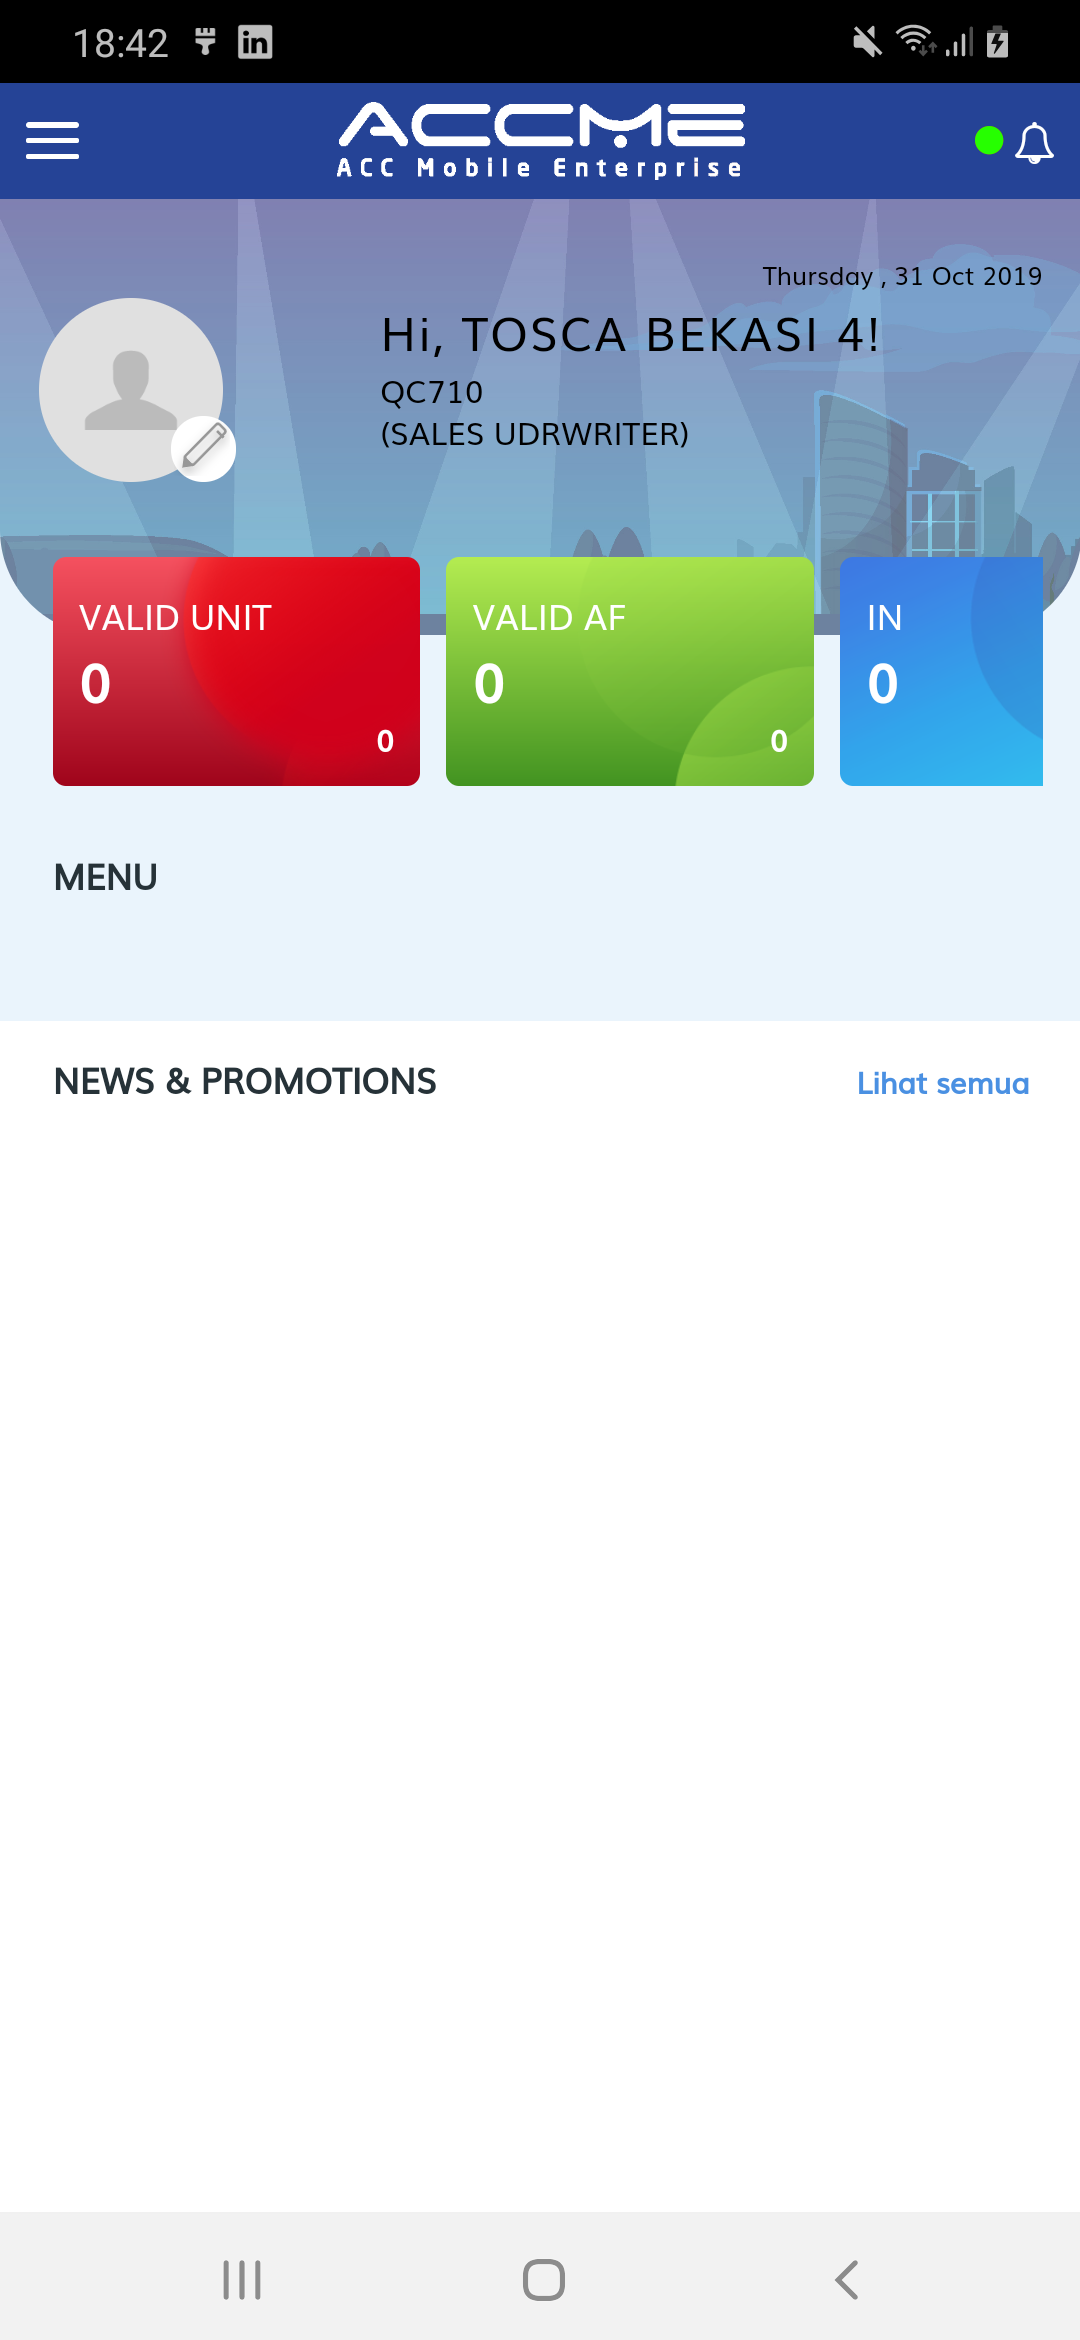 18:42
in
ACCME
ACC Mobile Enterprise
Thursday , 31 Oct 2019
Hi, TOSCA BEKASI 4!
QC710
(SALES UDRWRITER)
VALID UNIT
0
0
VALID AF
0
0
IN
0
MENU
NEWS & PROMOTIONS
Lihat semua